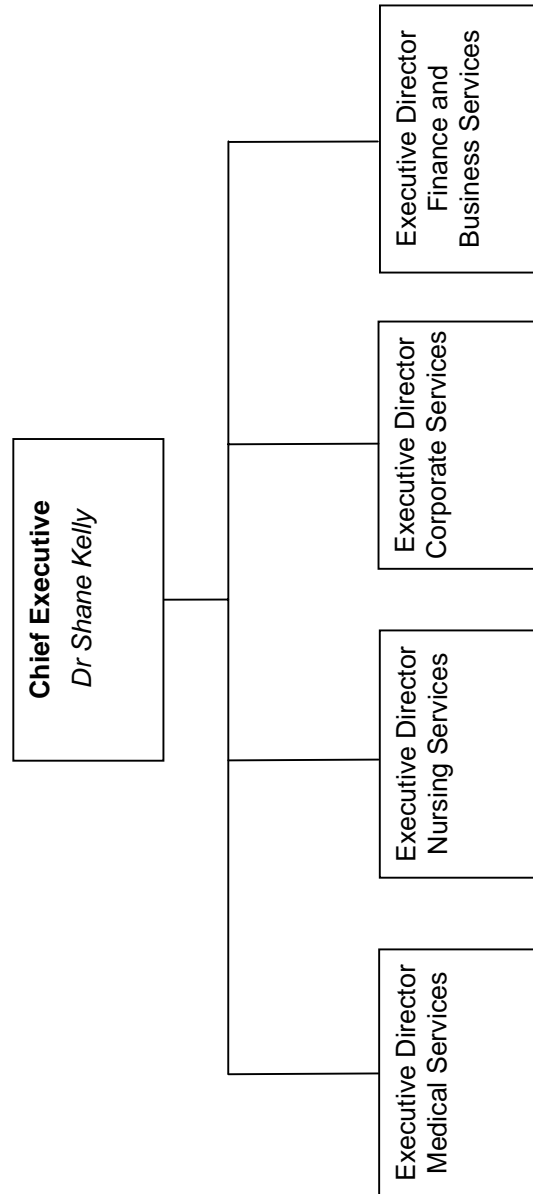 Chief Executive
Dr Shane Kelly
Executive Director
Medical Services
Executive Director
Nursing Services
Executive Director
Corporate Services
Executive Director
Finance and
Business Services